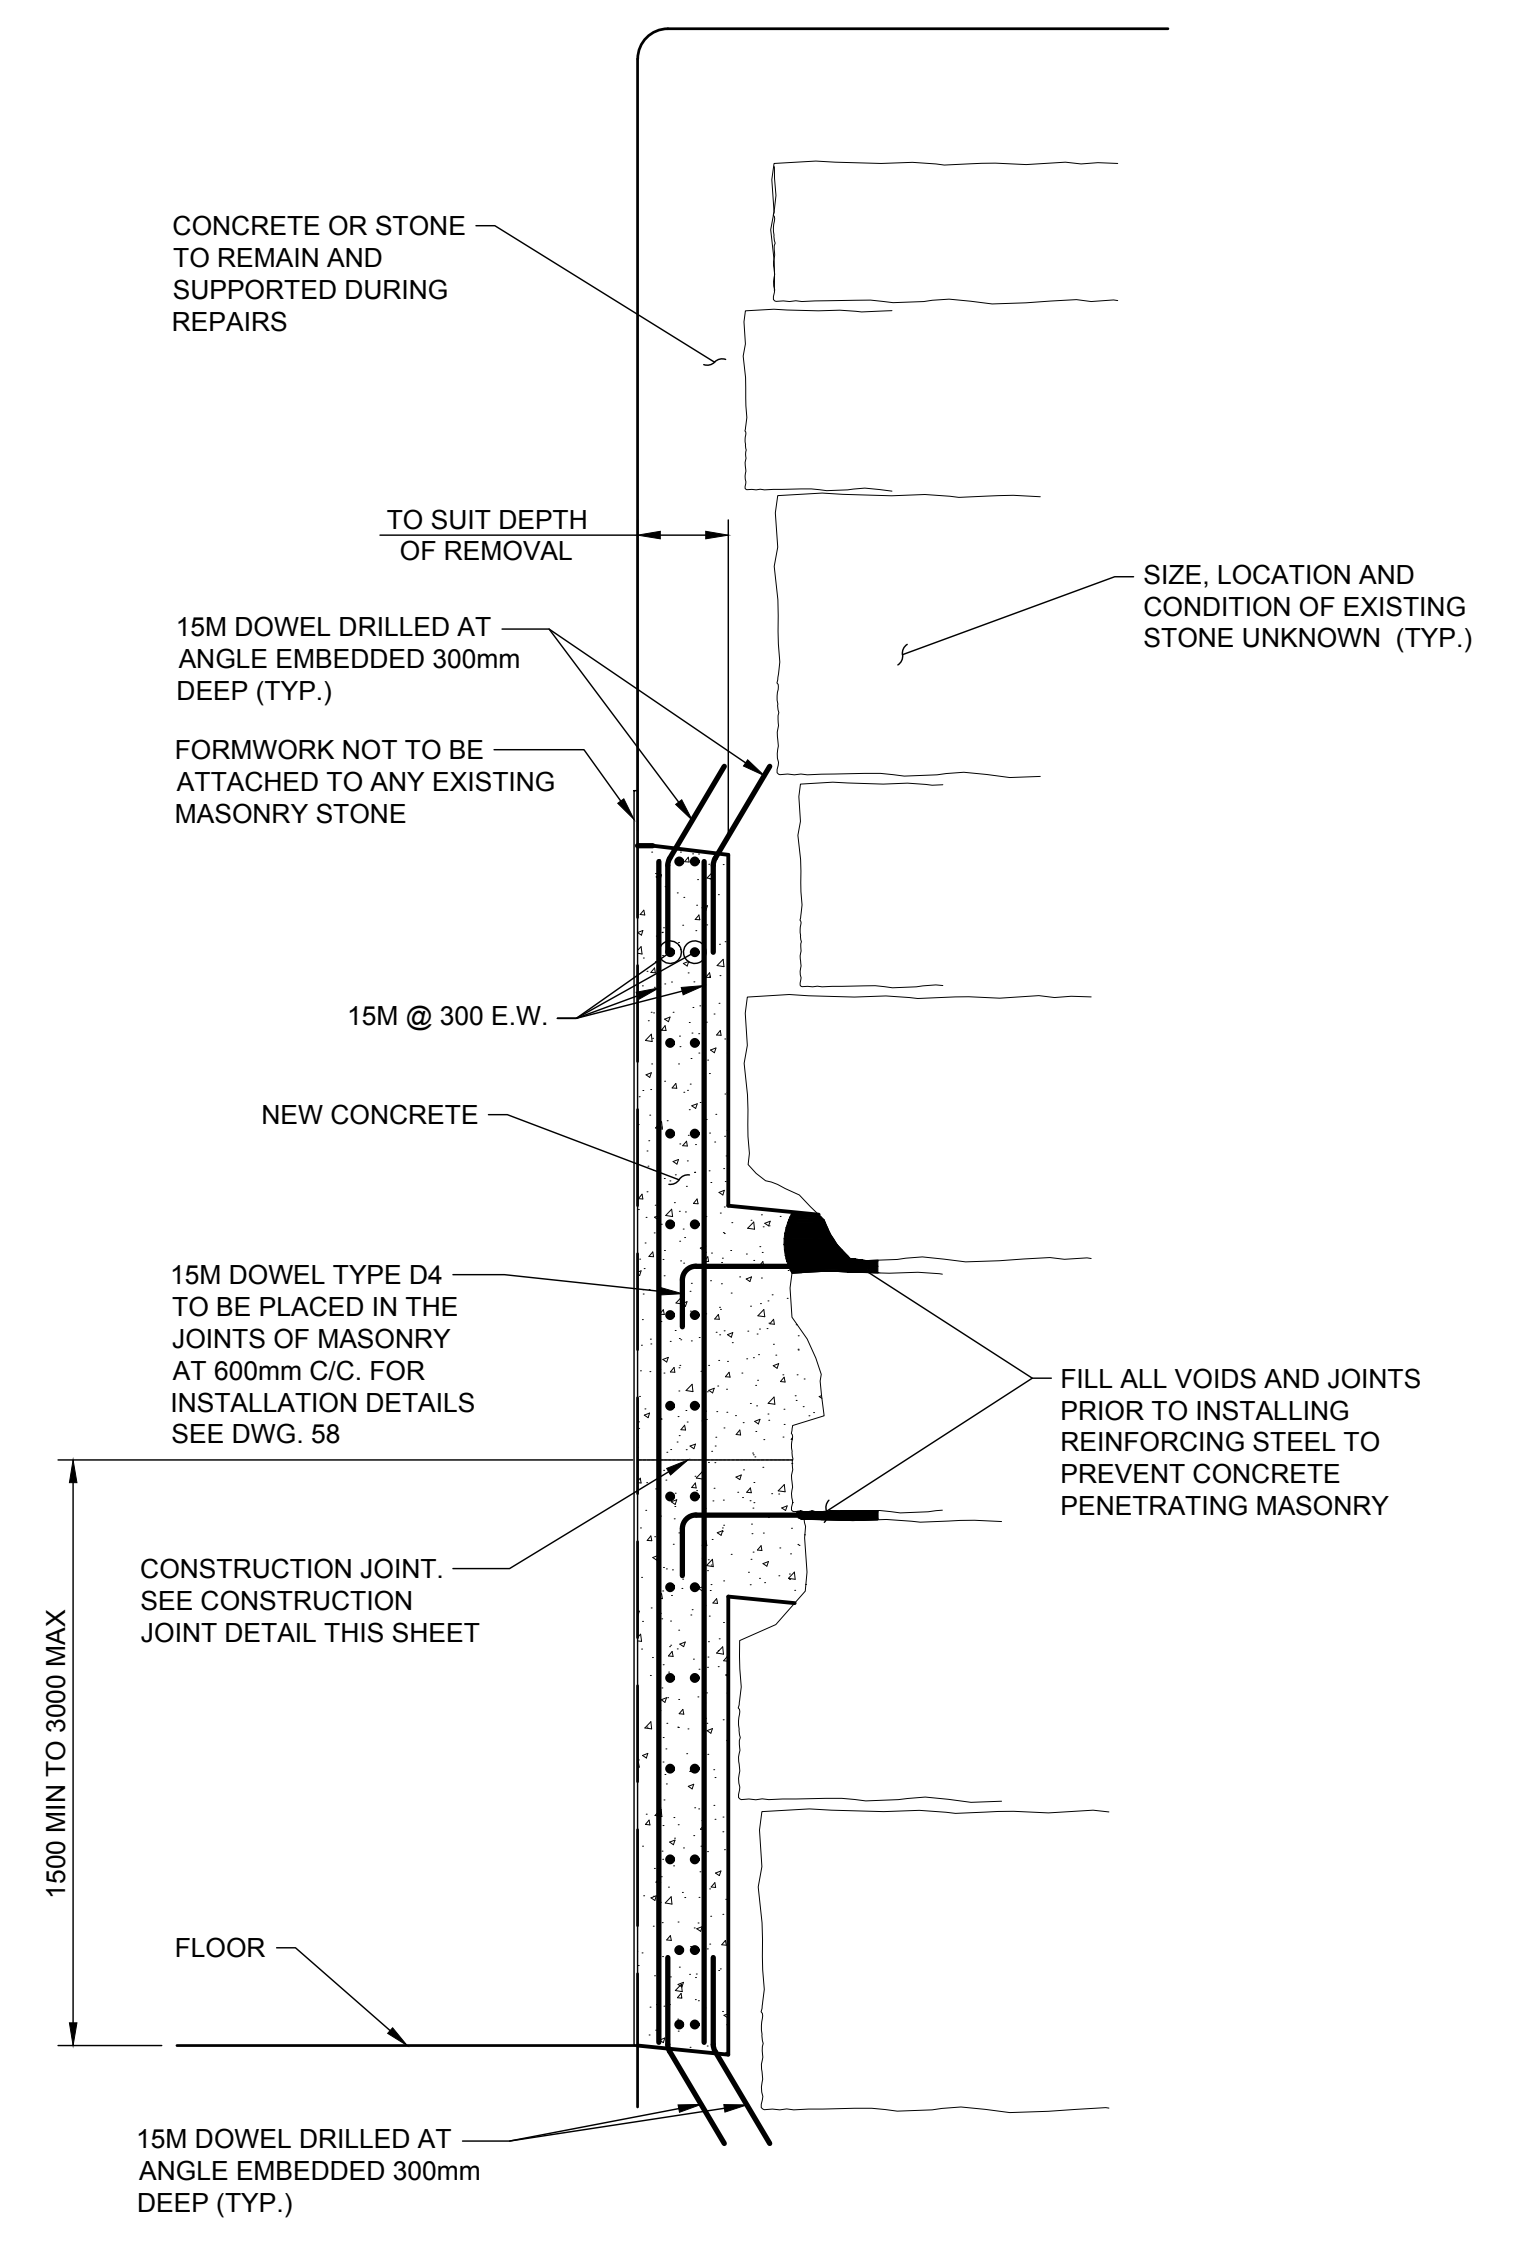 CONCRETE OR STONE
TO REMAIN AND
SUPPORTED DURING
REPAIRS
TO SUIT DEPTH
OF REMOVAL
SIZE, LOCATION AND
CONDITION OF EXISTING
STONE UNKNOWN (TYP.)
15M DOWEL DRILLED AT
ANGLE EMBEDDED 300mm
DEEP (TYP.)
FORMWORK NOT TO BE
ATTACHED TO ANY EXISTING
MASONRY STONE
15M @ 300 E.W.
NEW CONCRETE
15M DOWEL TYPE D4
TO BE PLACED IN THE
JOINTS OF MASONRY
AT 600mm C/C. FOR
INSTALLATION DETAILS
SEE DWG. 58
FILL ALL VOIDS AND JOINTS
PRIOR TO INSTALLING
REINFORCING STEEL TO
PREVENT CONCRETE
PENETRATING MASONRY
CONSTRUCTION JOINT.
SEE CONSTRUCTION
JOINT DETAIL THIS SHEET
1500 MIN TO 3000 MAX
FLOOR
15M DOWEL DRILLED AT
ANGLE EMBEDDED 300mm
DEEP (TYP.)